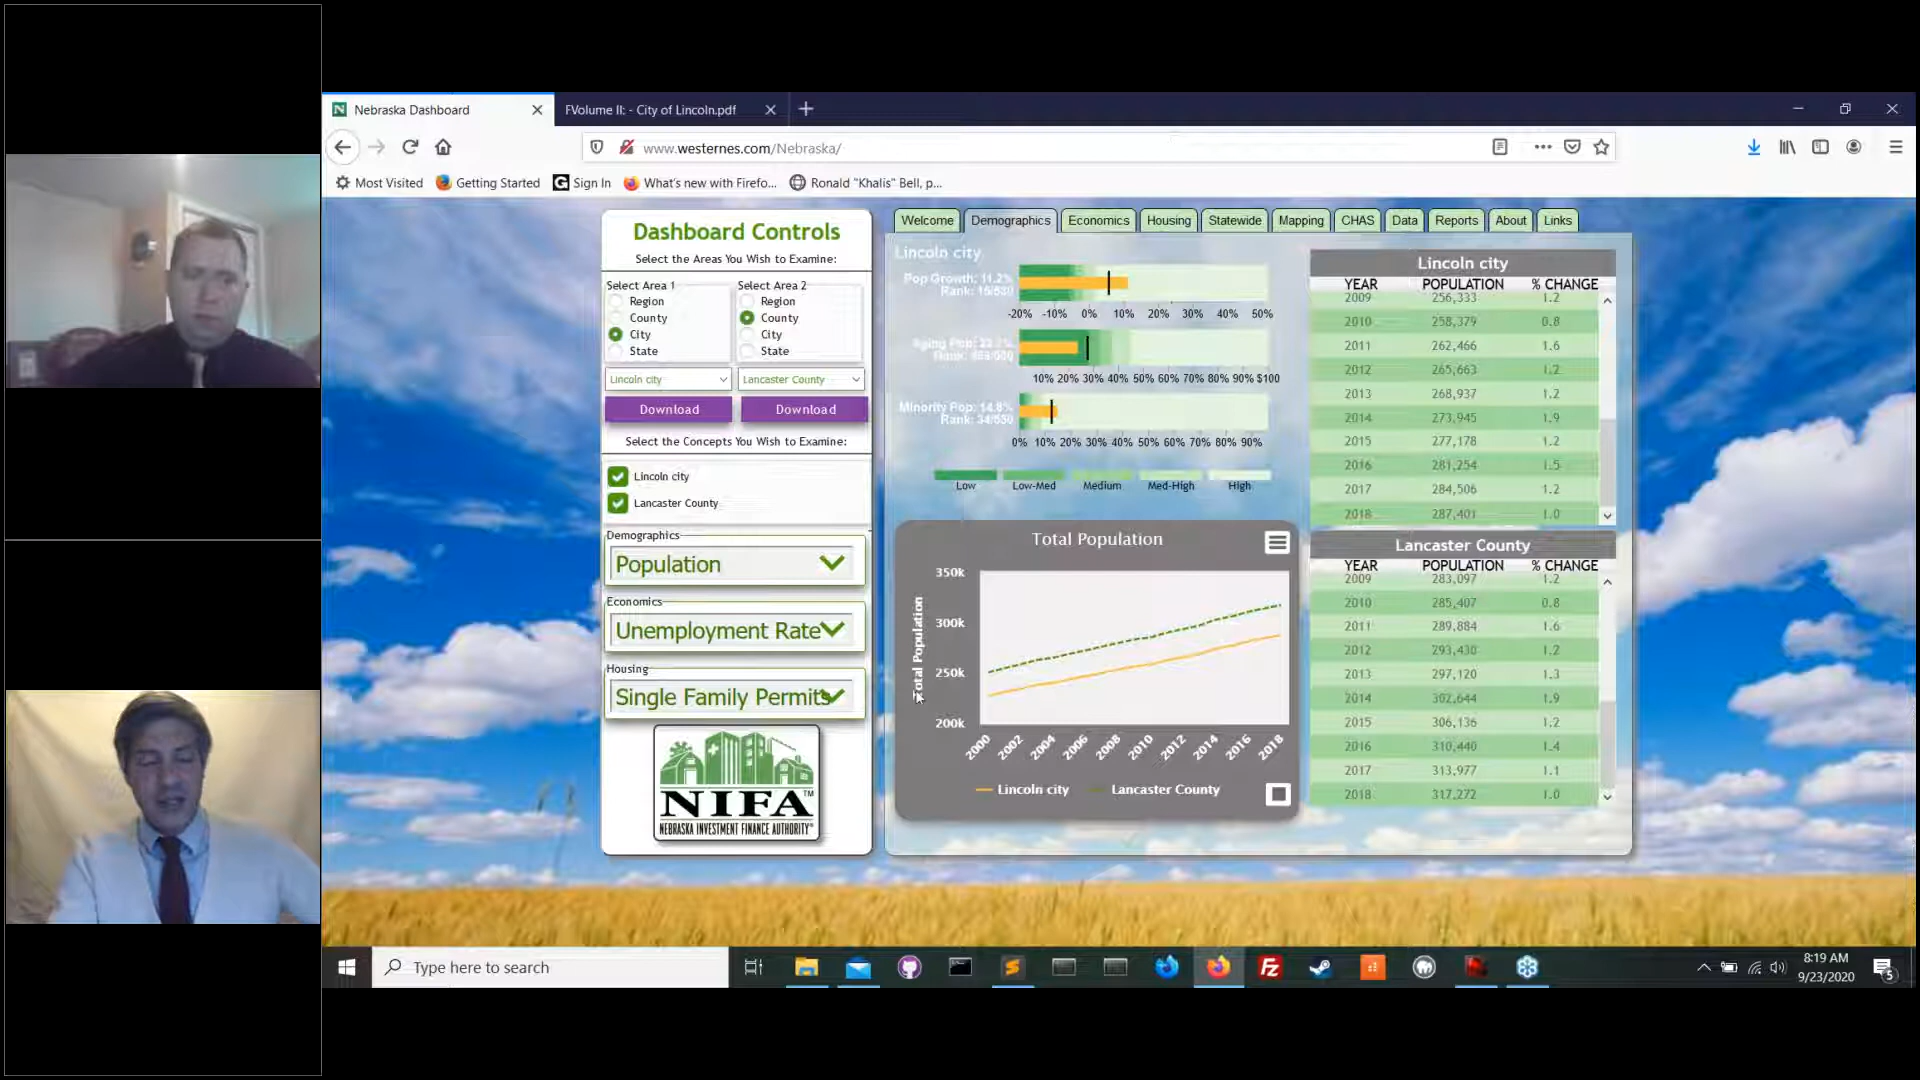 Nebraska Dashboard
FVolume II: - City of Lincoln.pdf
www.westernes.com/Nebraska/
Most Visited
Getting Started
Sign In
What's new with Firefo...
Ronald "Khalis" Bell, p...
Dashboard Controls
Select the Areas You Wish to Examine:
Select Area 1
Region
County
City
State
Lincoln city
Download
Select Area 2
Region
County
City
State
Lancaster County
Download
Select the Concepts You Wish to Examine:
Lincoln city
Lancaster County
Demographics
Population
Economics
Unemployment Rate
Housing
Single Family Permits
NIFA™
NEBRASKA INVESTMENT FINANCE AUTHORITY
Welcome Demographics Economics Housing Statewide Mapping CHAS Data Reports About Links
Lincoln city
Pop Growth: 11.2%
-20% -10% 0% 10% 20% 30% 40% 50%
10% 20% 30% 40% 50% 60% 70% 80% 90% $100
Minority Pop: 14.8%
0% 10% 20% 30% 40% 50% 60% 70% 80% 90%
Low Low-Med Medium Med-High High
Total Population
Total Population
350k
300k
250k
200k
2000 2002 2004 2006 2008 2010 2012 2014 2016 2018
Lincoln city Lancaster County
Lincoln city
YEAR POPULATION % CHANGE
2009 256,333 1.2
2010 258,379 0.8
2011 262,466 1.6
2012 265,663 1.2
2013 268,937 1.2
2014 273,945 1.9
2015 277,178 1.2
2016 281,254 1.5
2017 284,506 1.2
2018 287,401 1.0
Lancaster County
YEAR POPULATION % CHANGE
2009 283,097 1.2
2010 285,407 0.8
2011 289,884 1.6
2012 293,430 1.2
2013 297,120 1.3
2014 302,644 1.9
2015 306,136 1.2
2016 310,440 1.4
2017 313,977 1.1
2018 317,272 1.0
Type here to search
8:19 AM
9/23/2020
5